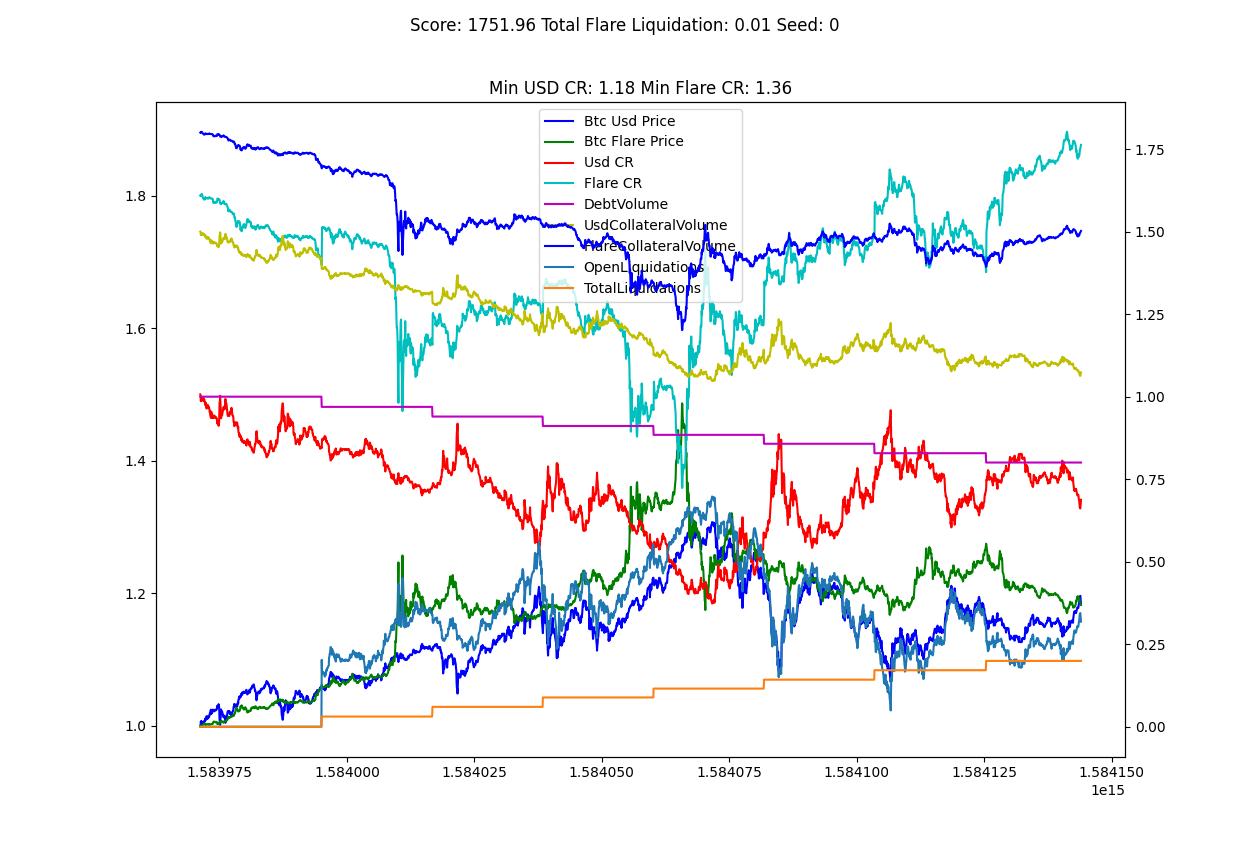 Score: 1751.96 Total Flare Liquidation: 0.01 Seed: 0
Min USD CR: 1.18 Min Flare CR: 1.36
Btc Usd Price
Btc Flare Price
Usd CR
Flare CR
DebtVolume
UsdCollateralVolume
FlareCollateralVolume
OpenLiquidations
TotalLiquidations
1.8
1.6
1.4
1.2
1.0
1.75
1.50
1.25
1.00
0.75
0.50
0.25
0.00
1.583975 1.584000 1.584025 1.584050 1.584075 1.584100 1.584125 1.584150
1e15